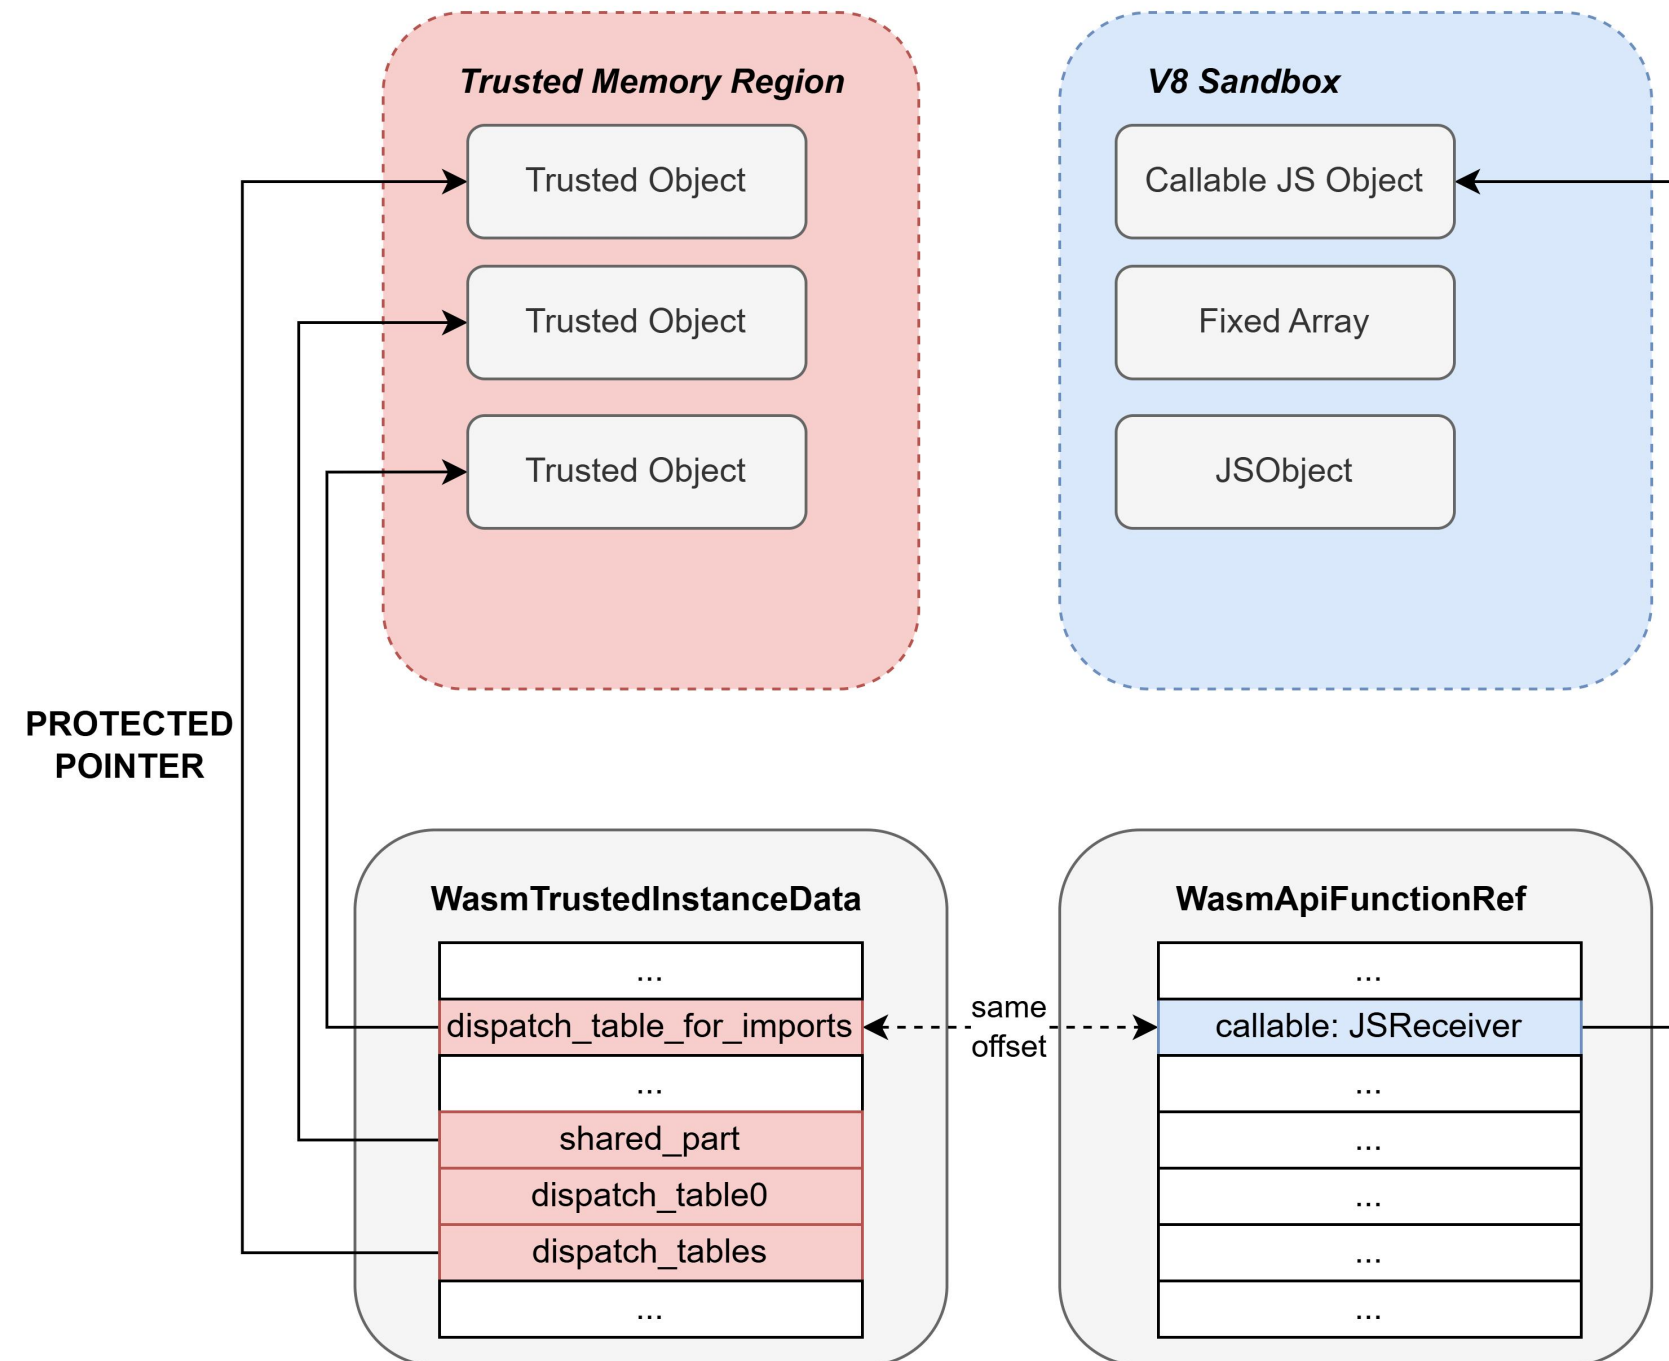 Trusted Memory Region
Trusted Object
Trusted Object
Trusted Object
V8 Sandbox
Callable JS Object
Fixed Array
JSObject
PROTECTED
POINTER
WasmTrustedInstanceData
...
dispatch_table_for_imports
...
shared_part
dispatch_table0
dispatch_tables
...
same
offset
WasmApiFunctionRef
...
callable: JSReceiver
...
...
...
...
...